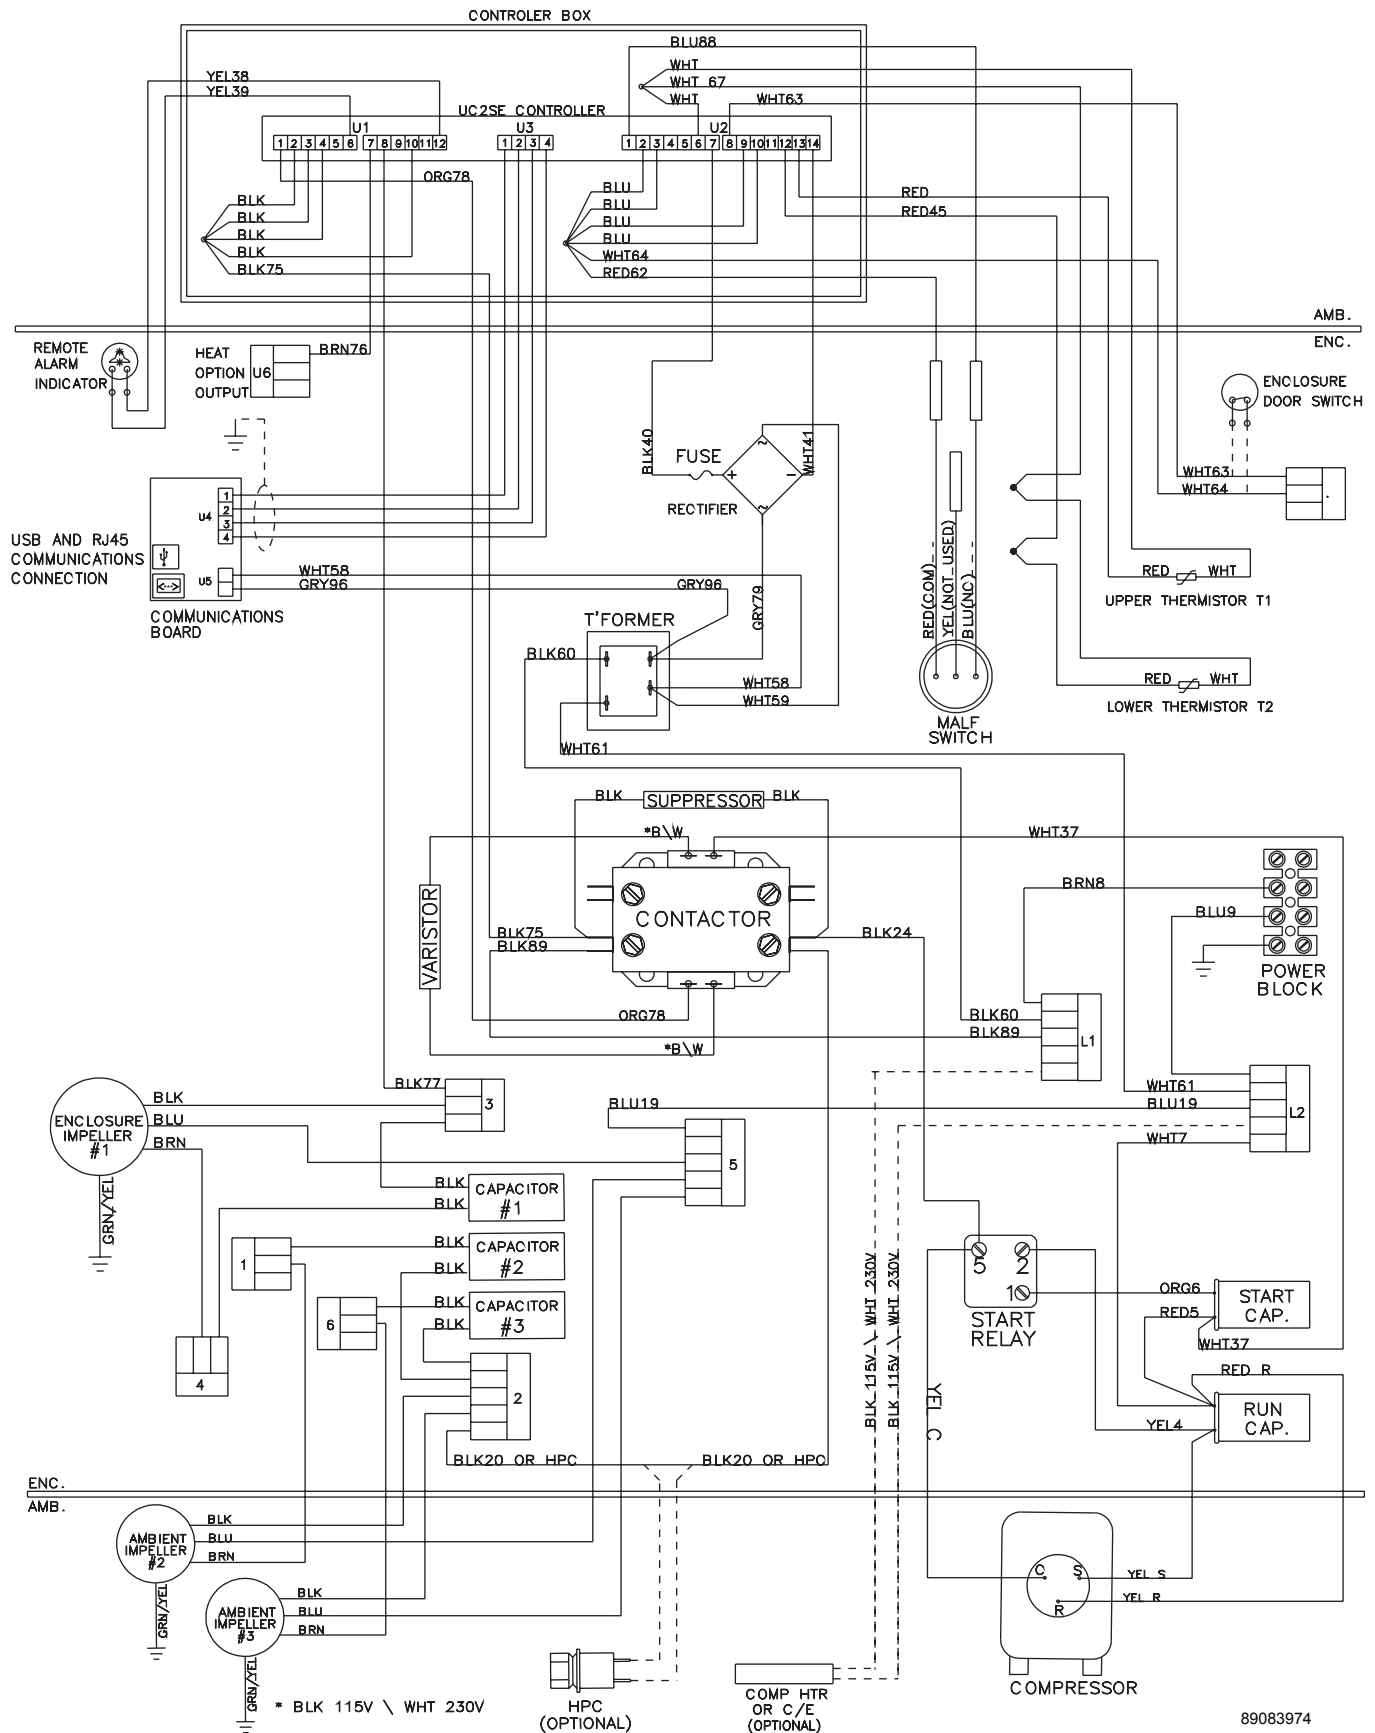 CONTROLER BOX
BLU88
WHT
WHT 67
WHT
WHT63
YEL38
YEL39
UC2SE CONTROLLER
U1
U3
U2
1 2 3 4 5 6 7 8 9 10 11 12
1 2 3 4
1 2 3 4 5 6 7 8 9 10 11 12 13 14
ORG78
BLK
BLK
BLK
BLK
BLK75
BLU
BLU
BLU
BLU
WHT64
RED62
RED
RED45
AMB.
ENC.
REMOTE
ALARM
INDICATOR
HEAT
OPTION
OUTPUT
U6
BRN76
ENCLOSURE
DOOR SWITCH
BLK40
FUSE
+
-
~
~
WHT41
RECTIFIER
WHT63
WHT64
USB AND RJ45
COMMUNICATIONS
CONNECTION
U4
1
2
3
4
U5
<··>
COMMUNICATIONS
BOARD
WHT58
GRY96
GRY96
GRY79
T'FORMER
BLK60
WHT58
WHT59
WHT61
RED(COM)
YEL(NOT USED)
BLU(NC)
MALF
SWITCH
RED
WHT
UPPER THERMISTOR T1
RED
WHT
LOWER THERMISTOR T2
BLK
SUPPRESSOR
BLK
*B\W
WHT37
VARISTOR
CONTACTOR
BLK75
BLK89
BLK24
ORG78
*B\W
BRN8
BLU9
POWER
BLOCK
BLK60
BLK89
L1
BLK77
3
WHT61
BLU19
BLU19
WHT7
L2
ENCLOSURE
IMPELLER
#1
BLK
BLU
BRN
GRN/YEL
5
BLK
BLK
CAPACITOR
#1
1
BLK
BLK
CAPACITOR
#2
6
BLK
BLK
CAPACITOR
#3
4
2
BLK 115V / WHT 230V
BLK 115V / WHT 230V
YEL C
5
2
1
START
RELAY
ORG6
RED5
START
CAP.
WHT37
RED R
RUN
CAP.
YEL4
BLK20 OR HPC
BLK20 OR HPC
ENC.
AMB.
AMBIENT
IMPELLER
#2
BLK
BLU
BRN
GRN/YEL
AMBIENT
IMPELLER
#3
BLK
BLU
BRN
GRN/YEL
* BLK 115V \ WHT 230V
HPC
(OPTIONAL)
COMP HTR
OR C/E
(OPTIONAL)
C
S
R
YEL S
YEL R
COMPRESSOR
89083974